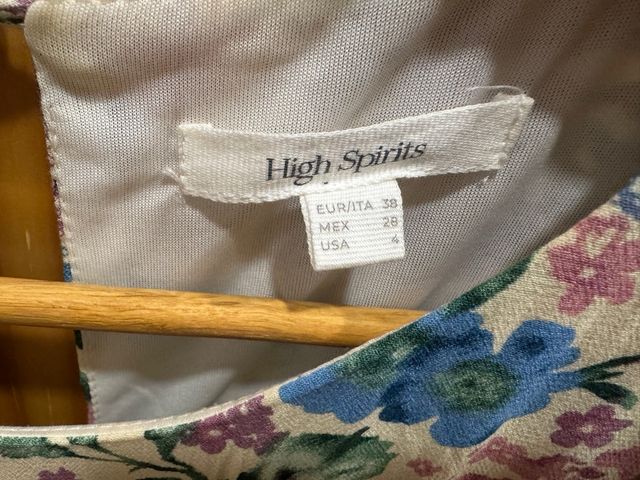 High Spirits
EUR/ITA 38
MEX 28
USA 4